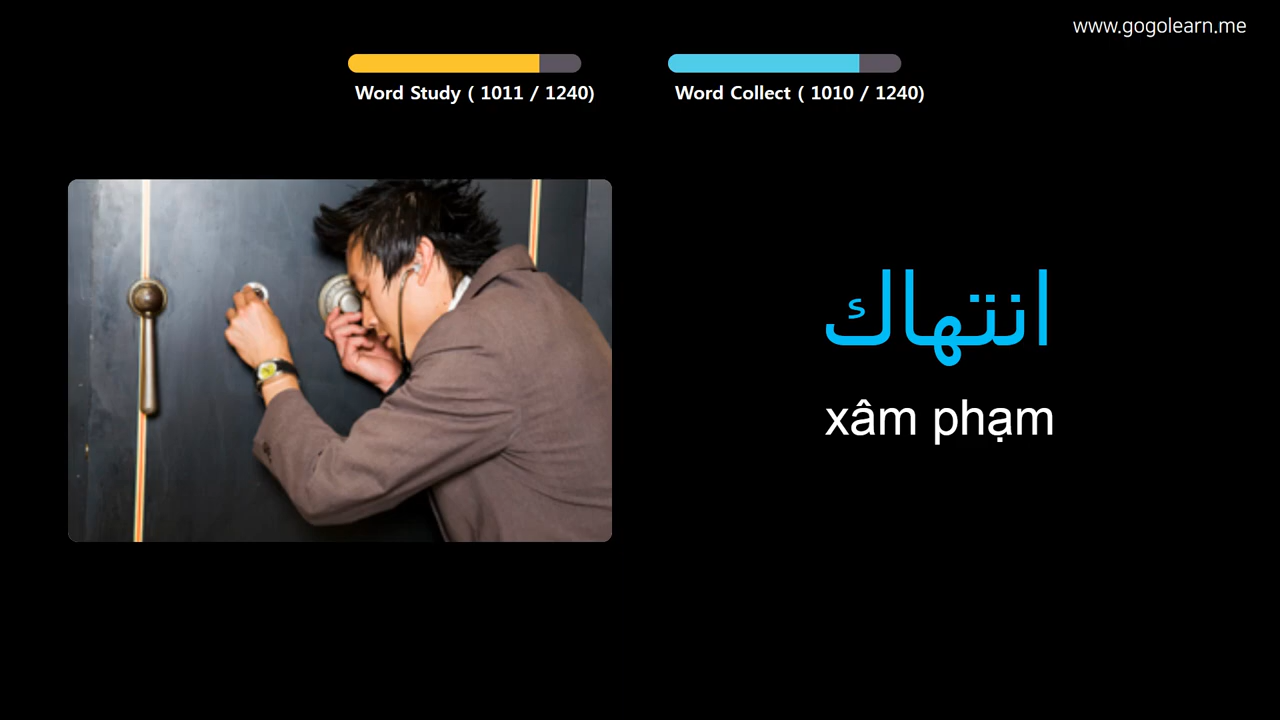 www.gogolearn.me
Word Study ( 1011 / 1240)
Word Collect ( 1010 / 1240)
انتهاك
xâm phạm